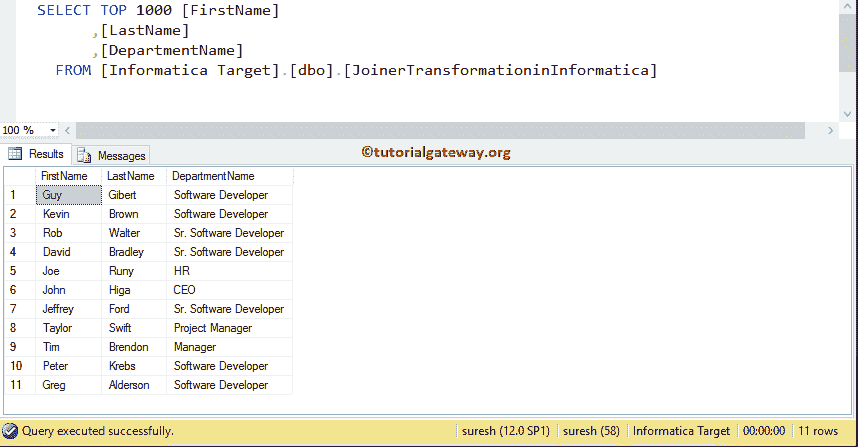 SELECT TOP 1000 [FirstName]
,[LastName]
,[DepartmentName]
FROM [Informatica Target].[dbo].[JoinerTransformationinInformatica]
100 %
Results Messages
©tutorialgateway.org
FirstName LastName DepartmentName
1 Guy Gibert Software Developer
2 Kevin Brown Software Developer
3 Rob Walter Sr. Software Developer
4 David Bradley Sr. Software Developer
5 Joe Runy HR
6 John Higa CEO
7 Jeffrey Ford Sr. Software Developer
8 Taylor Swift Project Manager
9 Tim Brendon Manager
10 Peter Krebs Software Developer
11 Greg Alderson Software Developer
Query executed successfully. suresh (12.0 SP1) suresh (58) Informatica Target 00:00:00 11 rows